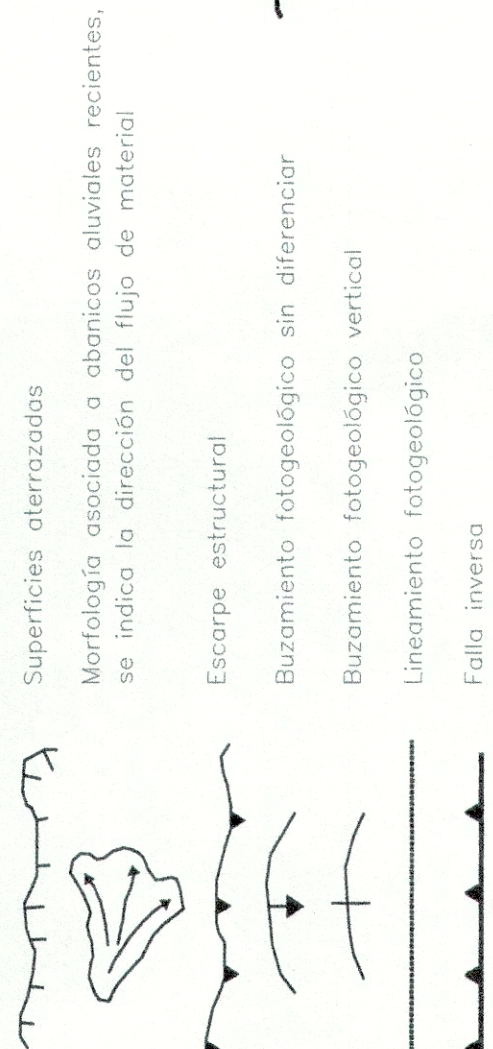 Superficies aterrazadas
Morfología asociada a abanicos aluviales recientes,
se indica la dirección del flujo de material
Escarpe estructural
Buzamiento fotogeológico sin diferenciar
Buzamiento fotogeológico vertical
Lineamiento fotogeológico
Falla inversa